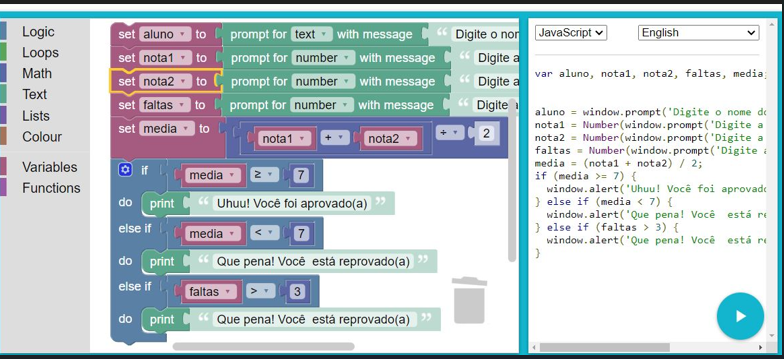 Logic
Loops
Math
Text
Lists
Colour
Variables
Functions
set aluno to prompt for text with message “ Digite o nom
set nota1 to prompt for number with message “ Digite a
set nota2 to prompt for number with message “ Digite a
set faltas to prompt for number with message “ Digite a
set media to nota1 + nota2 ÷ 2
if media ≥ 7
do print “ Uhuu! Você foi aprovado(a) ”
else if media < 7
do print “ Que pena! Você está reprovado(a) ”
else if faltas > 3
do print “ Que pena! Você está reprovado(a) ”
JavaScript English
var aluno, nota1, nota2, faltas, media;
aluno = window.prompt('Digite o nome do
nota1 = Number(window.prompt('Digite a
nota2 = Number(window.prompt('Digite a
faltas = Number(window.prompt('Digite a
media = (nota1 + nota2) / 2;
if (media >= 7) {
window.alert('Uhuu! Você foi aprovado
} else if (media < 7) {
window.alert('Que pena! Você está re
} else if (faltas > 3) {
window.alert('Que pena! Você está re
}